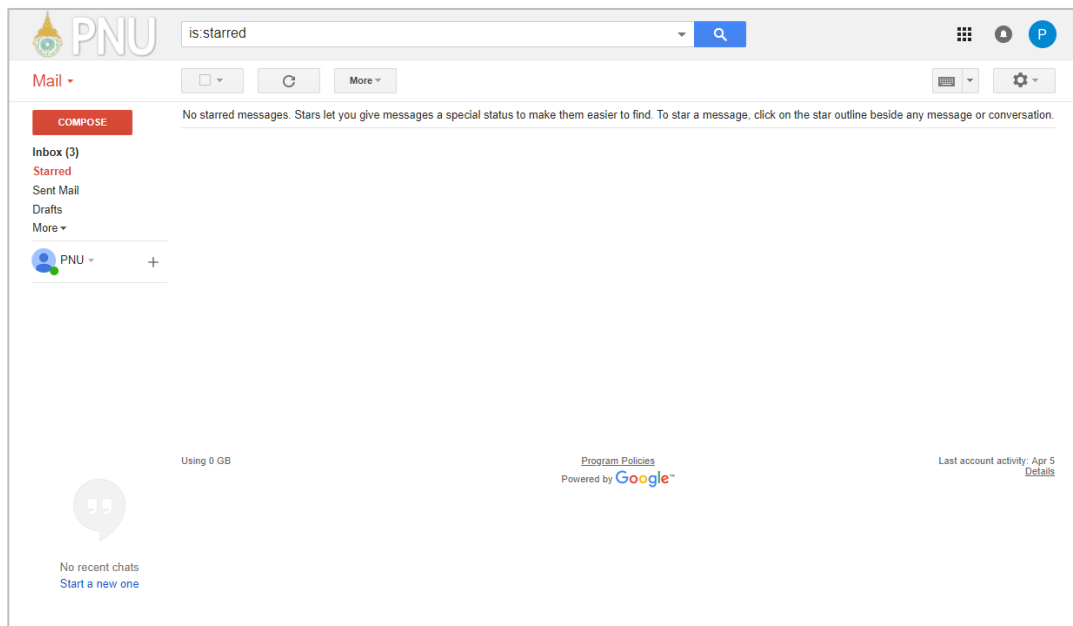 PNU
is:starred
P
Mail
More
COMPOSE
No starred messages. Stars let you give messages a special status to make them easier to find. To star a message, click on the star outline beside any message or conversation.
Inbox (3)
Starred
Sent Mail
Drafts
More
PNU
Using 0 GB
Program Policies
Powered by Google™
Last account activity: Apr 5
Details
No recent chats
Start a new one